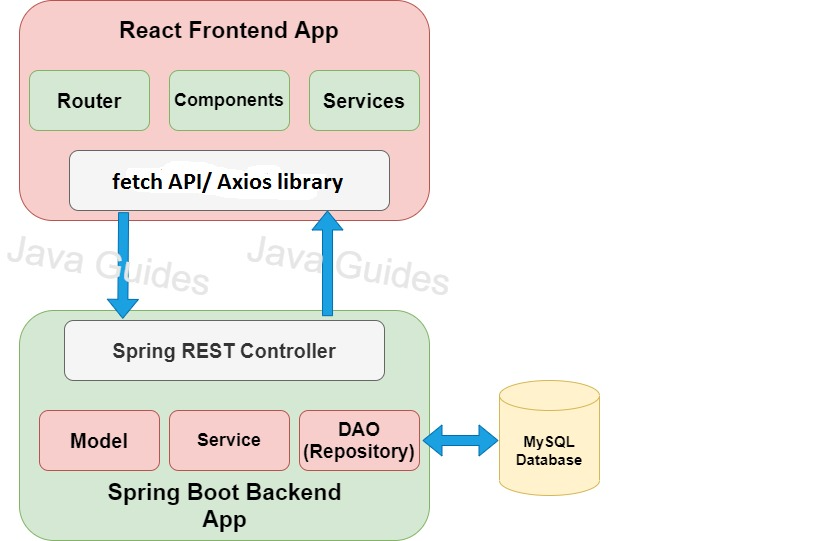 React Frontend App
Router
Components
Services
fetch API/ Axios library
Java Guides
Java Guides
Spring REST Controller
Model
Service
DAO
(Repository)
MySQL
Database
Spring Boot Backend
App